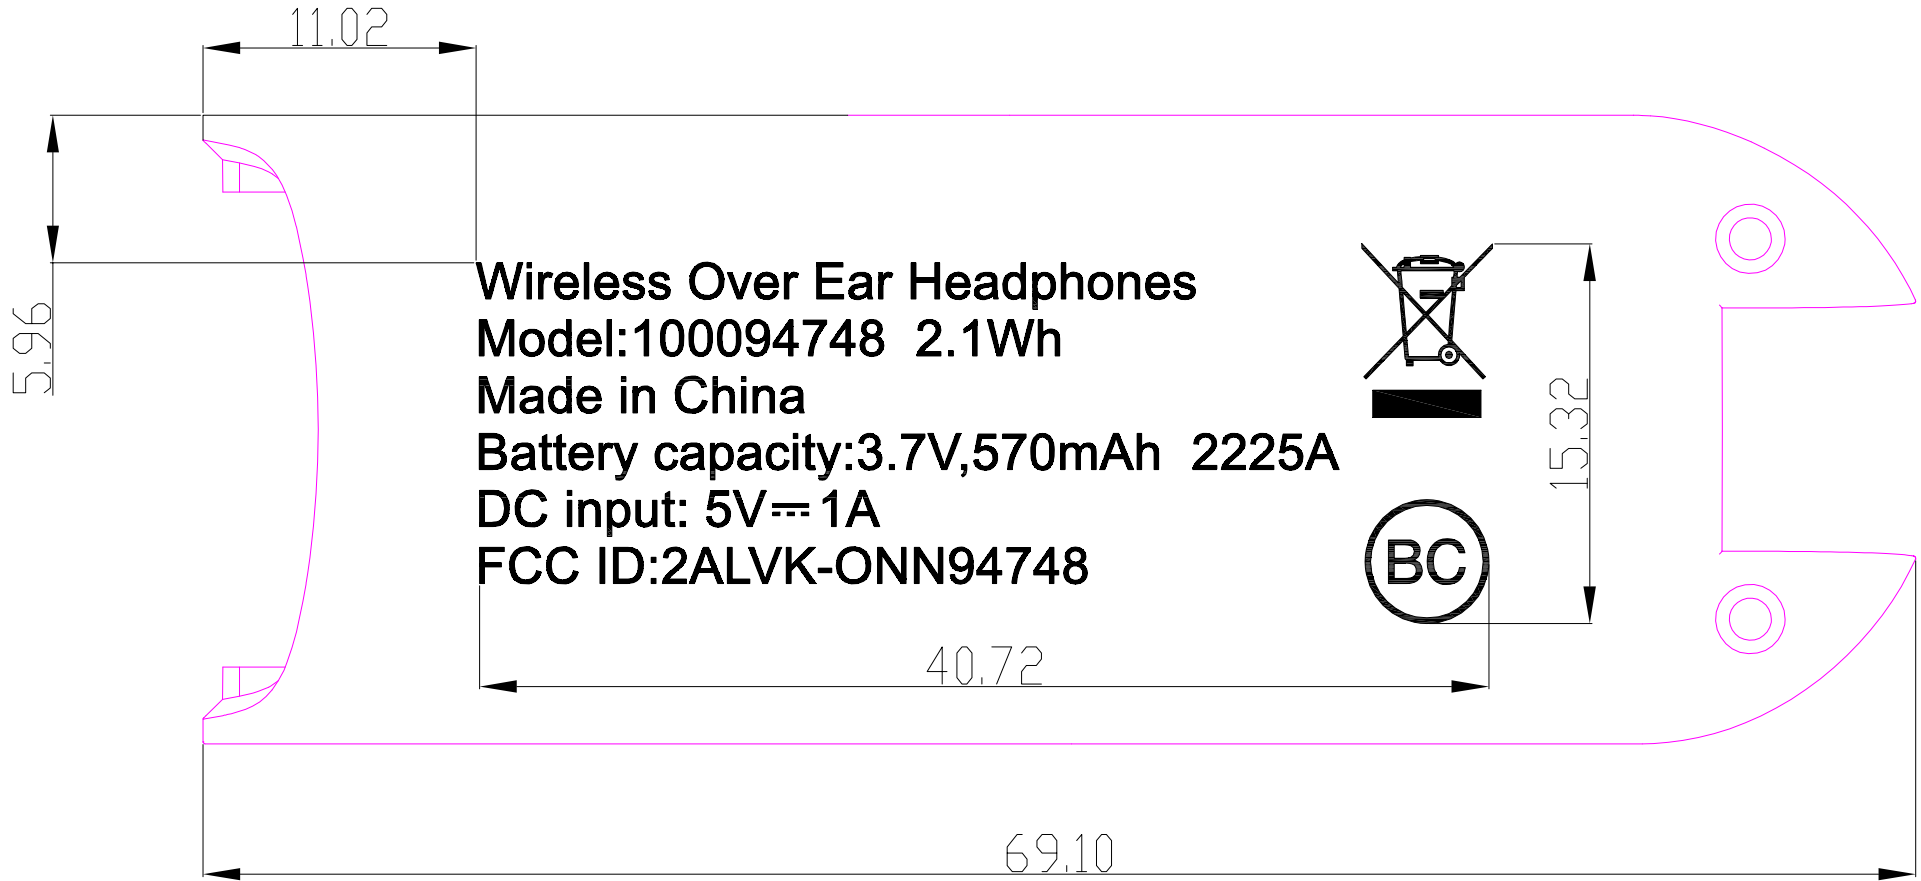 11.02
5.96
Wireless Over Ear Headphones
Model:100094748 2.1Wh
Made in China
Battery capacity:3.7V,570mAh 2225A
DC input: 5V⎓1A
FCC ID:2ALVK-ONN94748
BC
15.32
40.72
69.10